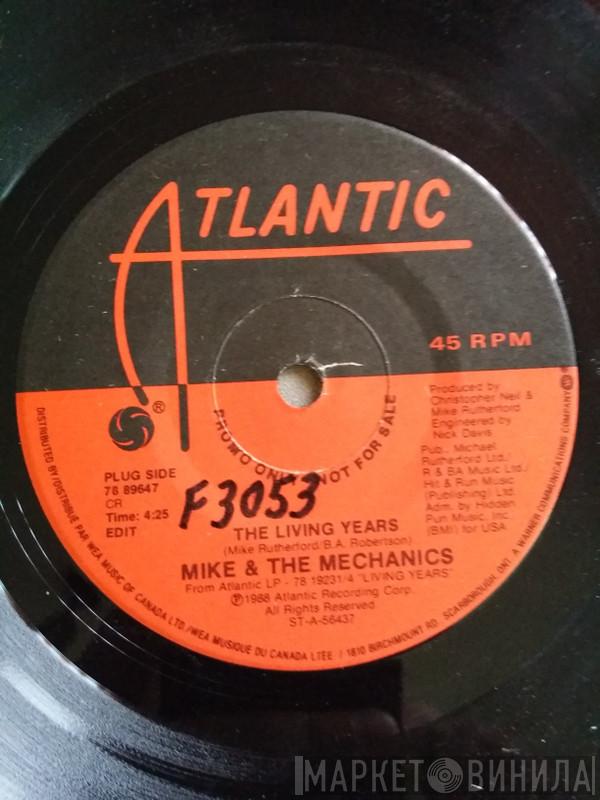 ATLANTIC
®
45 RPM
PROMO ONLY NOT FOR SALE
Produced by
Christopher Neil &
Mike Rutherford
Engineered by
Nick Davis
Pub. Michael
Rutherford Ltd./
R & BA Music Ltd./
Hit & Run Music
(Publishing) Ltd.
Adm. by Hidden
Pun Music, Inc.
(BMI) for USA
PLUG SIDE
78 89647
CR
Time: 4:25
EDIT
F3053
THE LIVING YEARS
(Mike Rutherford/B.A. Robertson)
MIKE & THE MECHANICS
From Atlantic LP - 78 19231/4 "LIVING YEARS"
℗1988 Atlantic Recording Corp.
All Rights Reserved
ST-A-56437
DISTRIBUTED BY/DISTRIBUÉ PAR WEA MUSIC OF CANADA LTD./WEA MUSIQUE DU CANADA LTÉE / 1810 BIRCHMOUNT RD. SCARBOROUGH, ONT. A WARNER COMMUNICATIONS COMPANY
МАРКЕТ ВИНИЛА